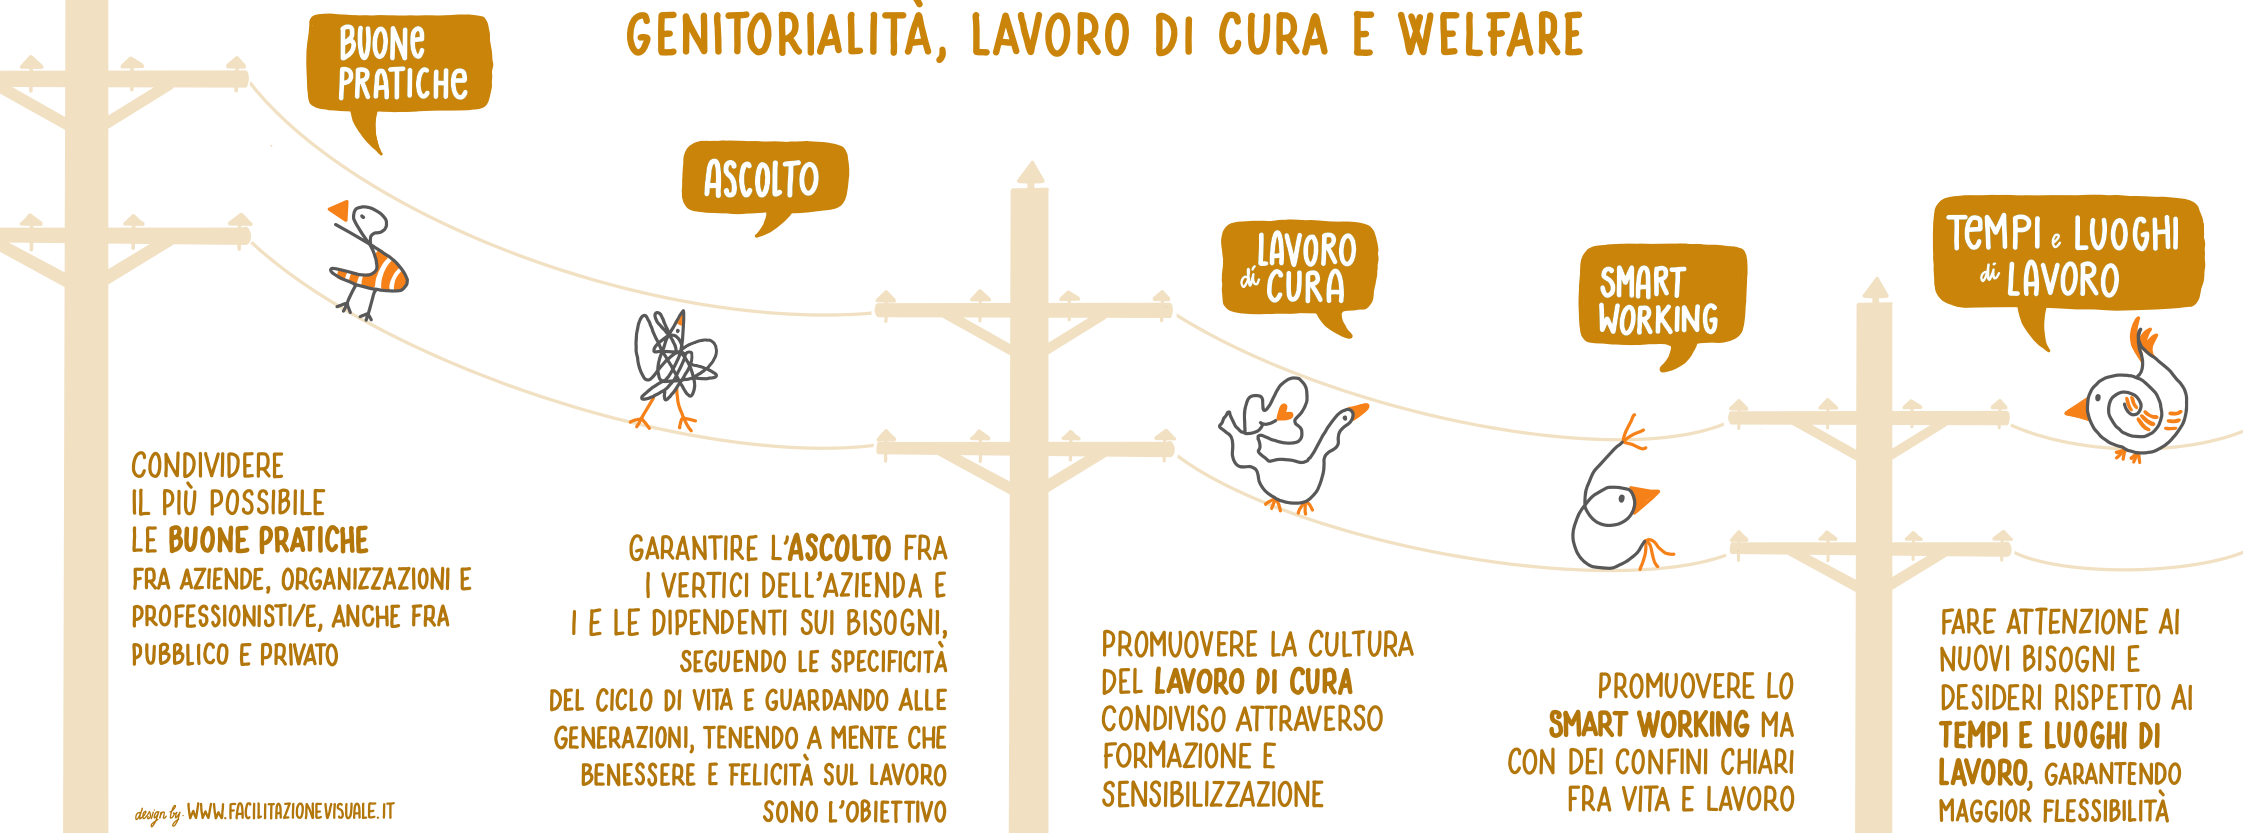 GENITORIALITÀ, LAVORO DI CURA E WELFARE
BUONE
PRATICHE
ASCOLTO
LAVORO
di CURA
SMART
WORKING
TEMPI e LUOGHI
di LAVORO
CONDIVIDERE
IL PIÙ POSSIBILE
LE BUONE PRATICHE
FRA AZIENDE, ORGANIZZAZIONI E
PROFESSIONISTI/E, ANCHE FRA
PUBBLICO E PRIVATO
GARANTIRE L'ASCOLTO FRA
I VERTICI DELL'AZIENDA E
I E LE DIPENDENTI SUI BISOGNI,
SEGUENDO LE SPECIFICITÀ
DEL CICLO DI VITA E GUARDANDO ALLE
GENERAZIONI, TENENDO A MENTE CHE
BENESSERE E FELICITÀ SUL LAVORO
SONO L'OBIETTIVO
PROMUOVERE LA CULTURA
DEL LAVORO DI CURA
CONDIVISO ATTRAVERSO
FORMAZIONE E
SENSIBILIZZAZIONE
PROMUOVERE LO
SMART WORKING MA
CON DEI CONFINI CHIARI
FRA VITA E LAVORO
FARE ATTENZIONE AI
NUOVI BISOGNI E
DESIDERI RISPETTO AI
TEMPI E LUOGHI DI
LAVORO, GARANTENDO
MAGGIOR FLESSIBILITÀ
design by. WWW.FACILITAZIONEVISUALE.IT